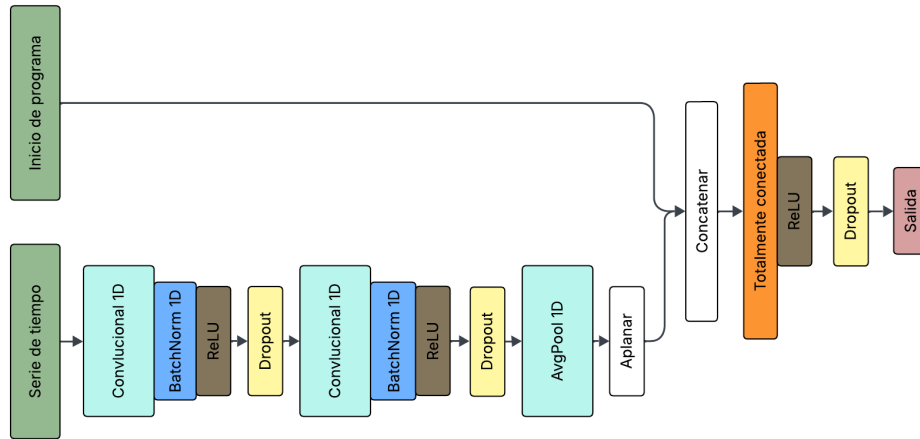 Inicio de programa
Serie de tiempo
Convlucional 1D
BatchNorm 1D
ReLU
Dropout
Convlucional 1D
BatchNorm 1D
ReLU
Dropout
AvgPool 1D
Aplanar
Concatenar
Totalmente conectada
ReLU
Dropout
Salida